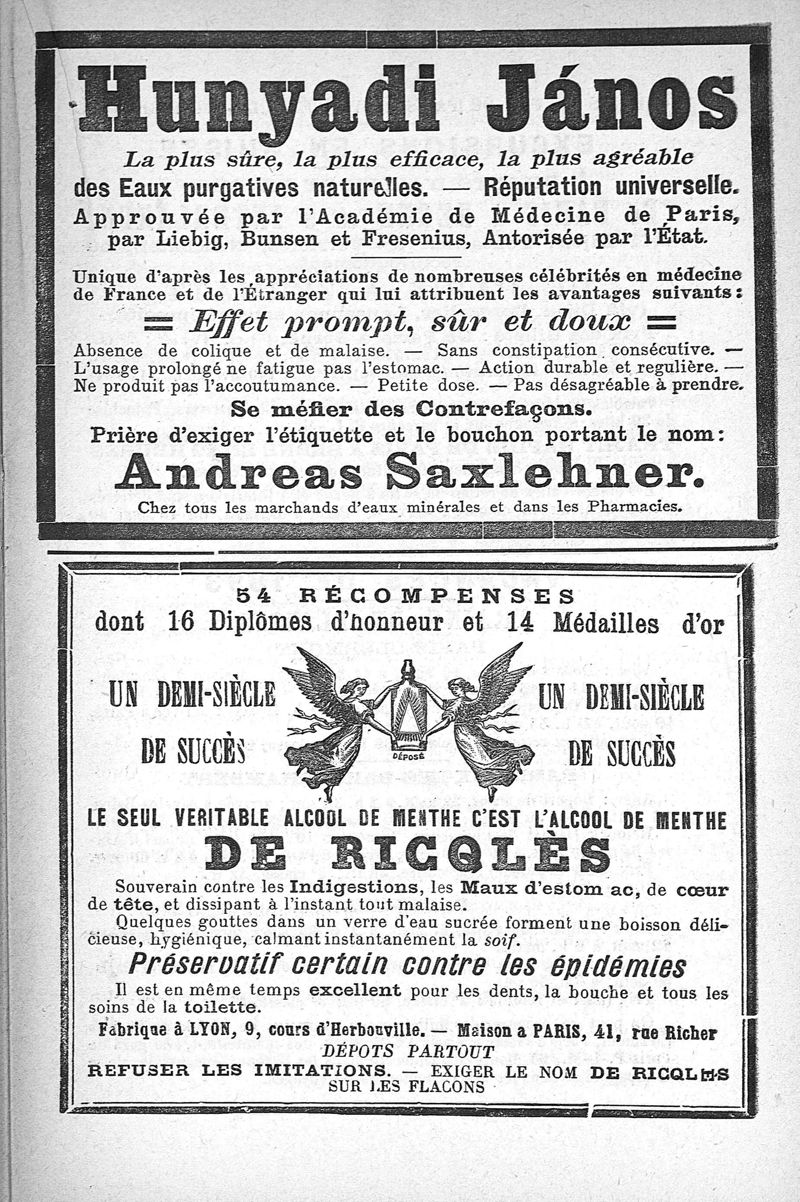 Hunyadi János
La plus sûre, la plus efficace, la plus agréable
des Eaux purgatives naturelles. — Réputation universelle.
Approuvée par l'Académie de Médecine de Paris,
par Liebig, Bunsen et Fresenius, Antorisée par l'État.
Unique d'après les appréciations de nombreuses célébrités en médecine
de France et de l'Étranger qui lui attribuent les avantages suivants:
= Effet prompt, sûr et doux =
Absence de colique et de malaise. — Sans constipation consécutive. —
L'usage prolongé ne fatigue pas l'estomac. — Action durable et regulière. —
Ne produit pas l'accoutumance. — Petite dose. — Pas désagréable à prendre.
Se méfier des Contrefaçons.
Prière d'exiger l'étiquette et le bouchon portant le nom:
Andreas Saxlehner.
Chez tous les marchands d'eaux minérales et dans les Pharmacies.
54 RÉCOMPENSES
dont 16 Diplômes d'honneur et 14 Médailles d'or
UN DEMI-SIÈCLE
DE SUCCÈS
DÉPOSÉ
UN DEMI-SIÈCLE
DE SUCCÈS
LE SEUL VERITABLE ALCOOL DE MENTHE C'EST L'ALCOOL DE MENTHE
DE RICQLÈS
Souverain contre les Indigestions, les Maux d'estom ac, de cœur
de tête, et dissipant à l'instant tout malaise.
Quelques gouttes dans un verre d'eau sucrée forment une boisson déli-
cieuse, hygiénique, calmant instantanément la soif.
Préservatif certain contre les épidémies
Il est en même temps excellent pour les dents, la bouche et tous les
soins de la toilette.
Fabrique à LYON, 9, cours d'Herbouville. — Maison a PARIS, 41, rue Richer
DÉPOTS PARTOUT
REFUSER LES IMITATIONS. — EXIGER LE NOM DE RICQLÈS
SUR LES FLACONS